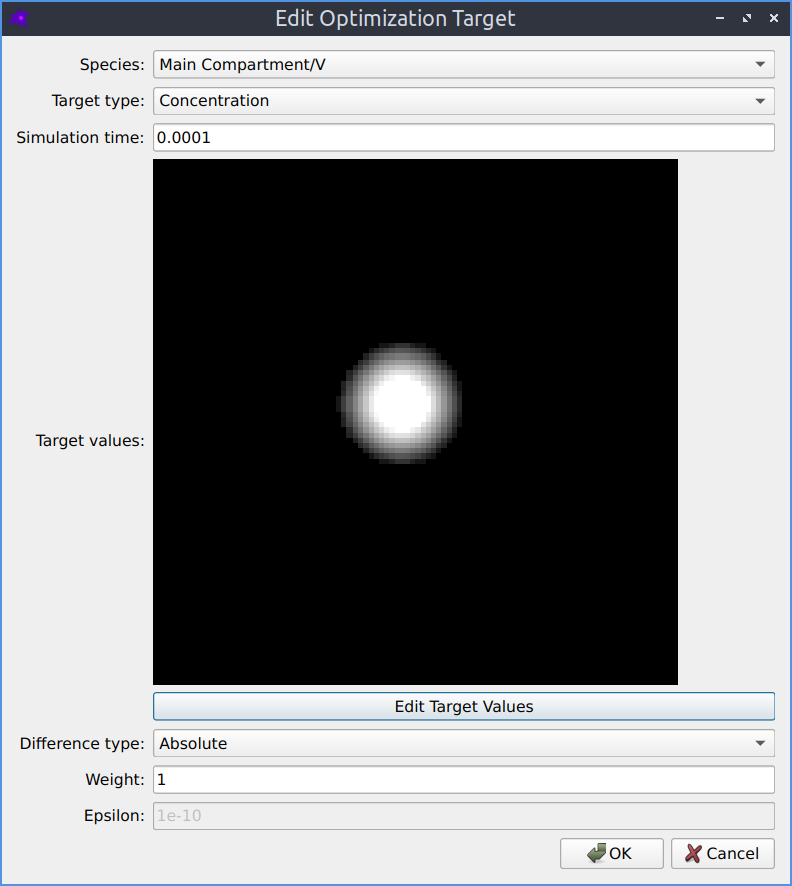 Edit Optimization Target
Species: Main Compartment/V
Target type: Concentration
Simulation time: 0.0001
Target values:
Edit Target Values
Difference type: Absolute
Weight: 1
Epsilon: 1e-10
OK Cancel